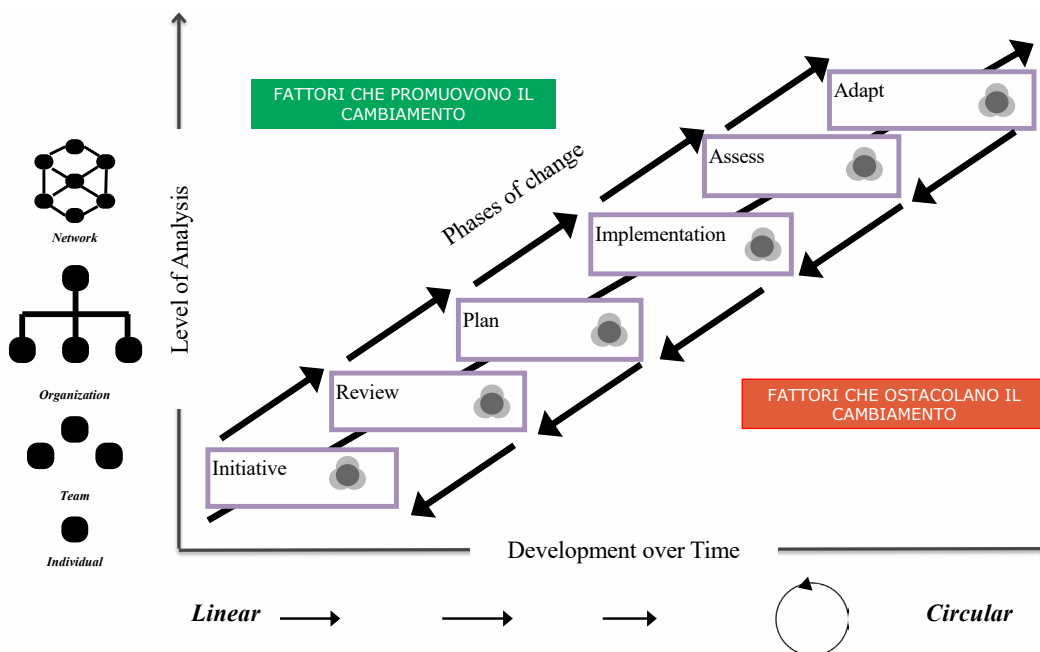 FATTORI CHE PROMUOVONO IL
CAMBIAMENTO
Adapt
Assess
Phases of change
Implementation
Network
Level of Analysis
Plan
Organization
Review
FATTORI CHE OSTACOLANO IL
CAMBIAMENTO
Initiative
Team
Individual
Development over Time
Linear
Circular